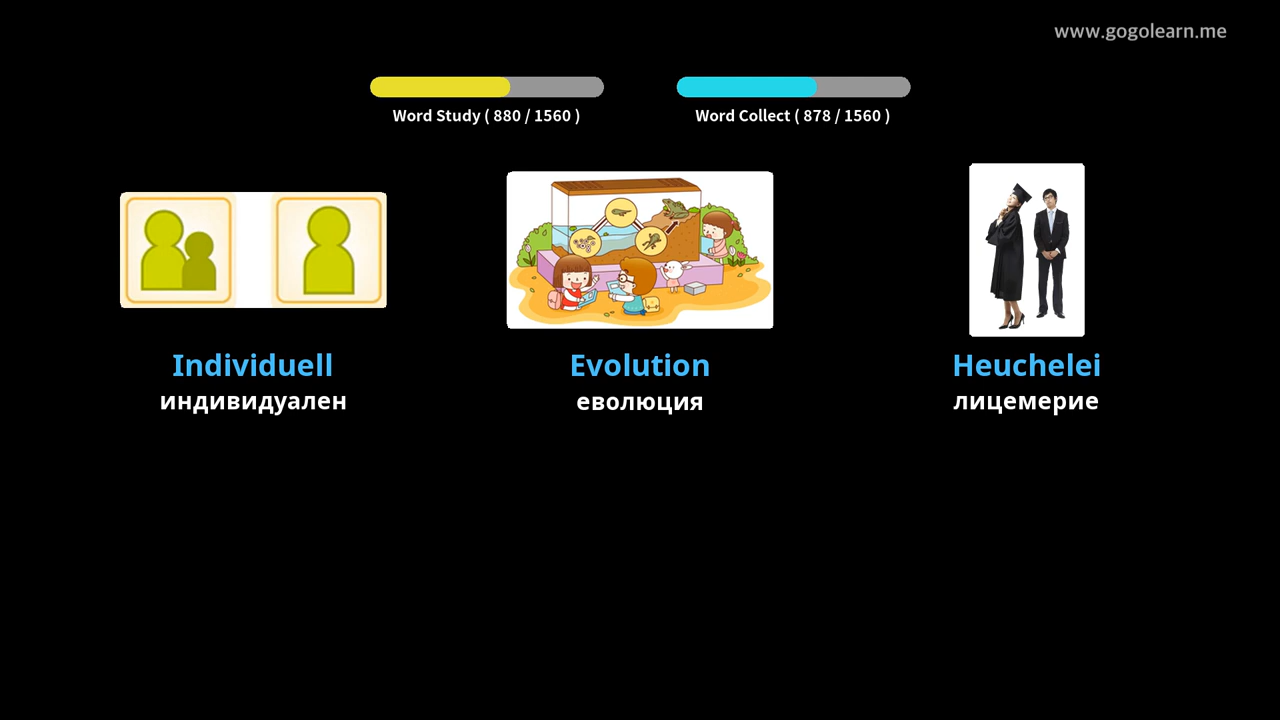 www.gogolearn.me
Word Study ( 880 / 1560 )
Word Collect ( 878 / 1560 )
Individuell
индивидуален
Evolution
еволюция
Heuchelei
лицемерие